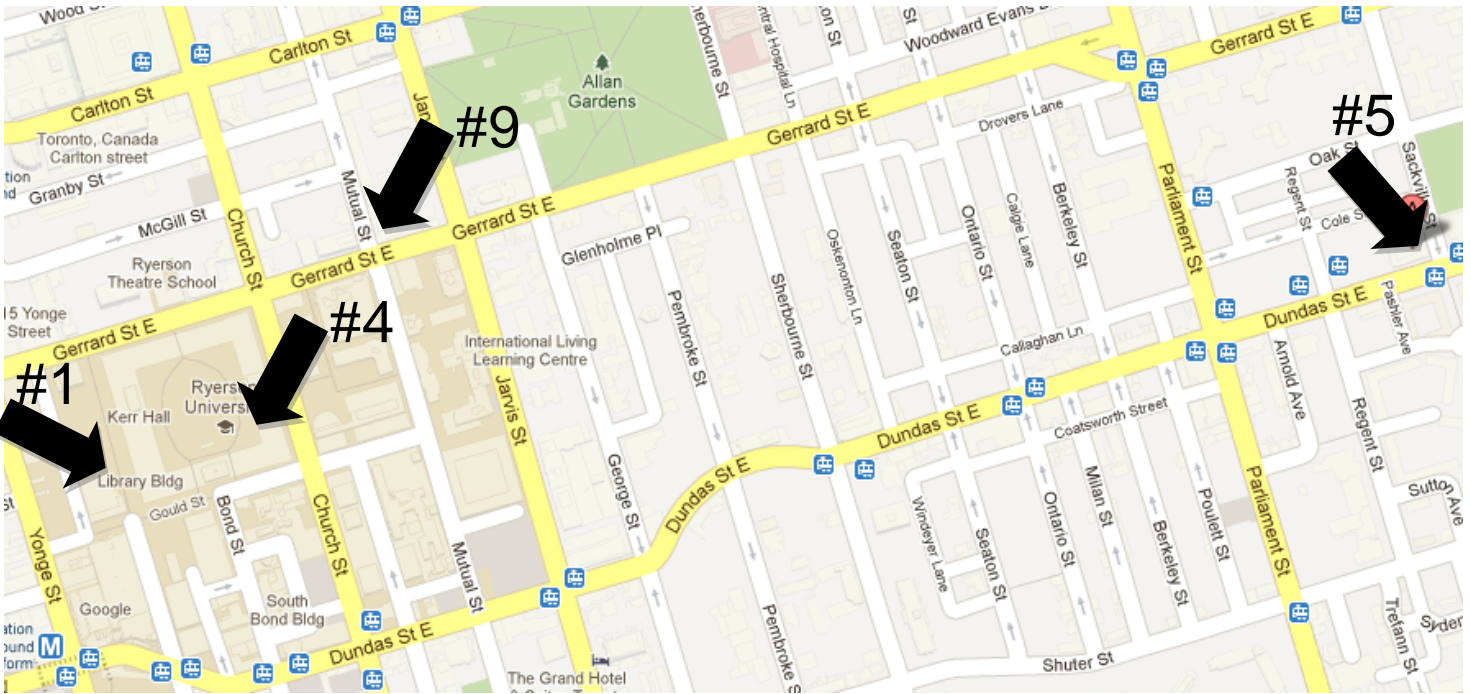 Wood St
Carlton St
Carlton St
Toronto, Canada
Carlton street
Granby St
McGill St
Ryerson
Theatre School
15 Yonge
Street
Gerrard St E
Church St
Mutual St
#9
Allan
Gardens
Gerrard St E
Gerrard St E
Glenholme Pl
Gerrard St E
Woodward Evans
Gerrard St E
Drovers Lane
#5
Oak St
Sackville St
Regent St
Cole S
Parliament St
Berkeley St
Ontario St
Seaton St
Oskenonton Ln
Sherbourne St
Pembroke St
#4
#1
Kerr Hall
Ryerson
Universi
Library Bldg
Gould St
Bond St
Church St
Yonge St
Google
South
Bond Bldg
International Living
Learning Centre
Jarvis St
George St
Mutual St
Dundas St E
Dundas St E
Dundas St E
Dundas St E
Callaghan Ln
Coatsworth Street
Arnold Ave
Pashler Ave
Regent St
Sutton Ave
Windeyer Lane
Seaton St
Ontario St
Milan St
Berkeley St
Poulett St
Parliament St
Trefann St
Shuter St
Pembroke S
M
The Grand Hotel